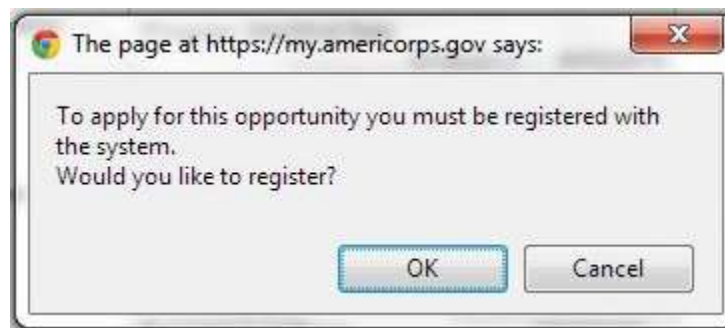 The page at https://my.americorps.gov says:
To apply for this opportunity you must be registered with
the system.
Would you like to register?
OK
Cancel